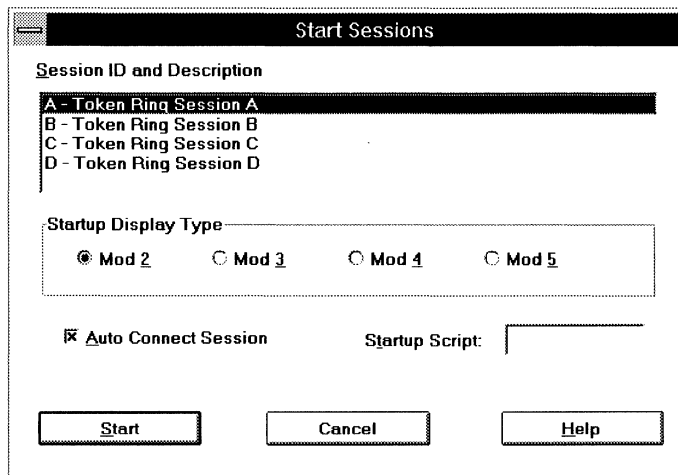 Start Sessions
Session ID and Description
A - Token Ring Session A
B - Token Ring Session B
C - Token Ring Session C
D - Token Ring Session D
Startup Display Type
Mod 2 Mod 3 Mod 4 Mod 5
Auto Connect Session Startup Script:
Start Cancel Help